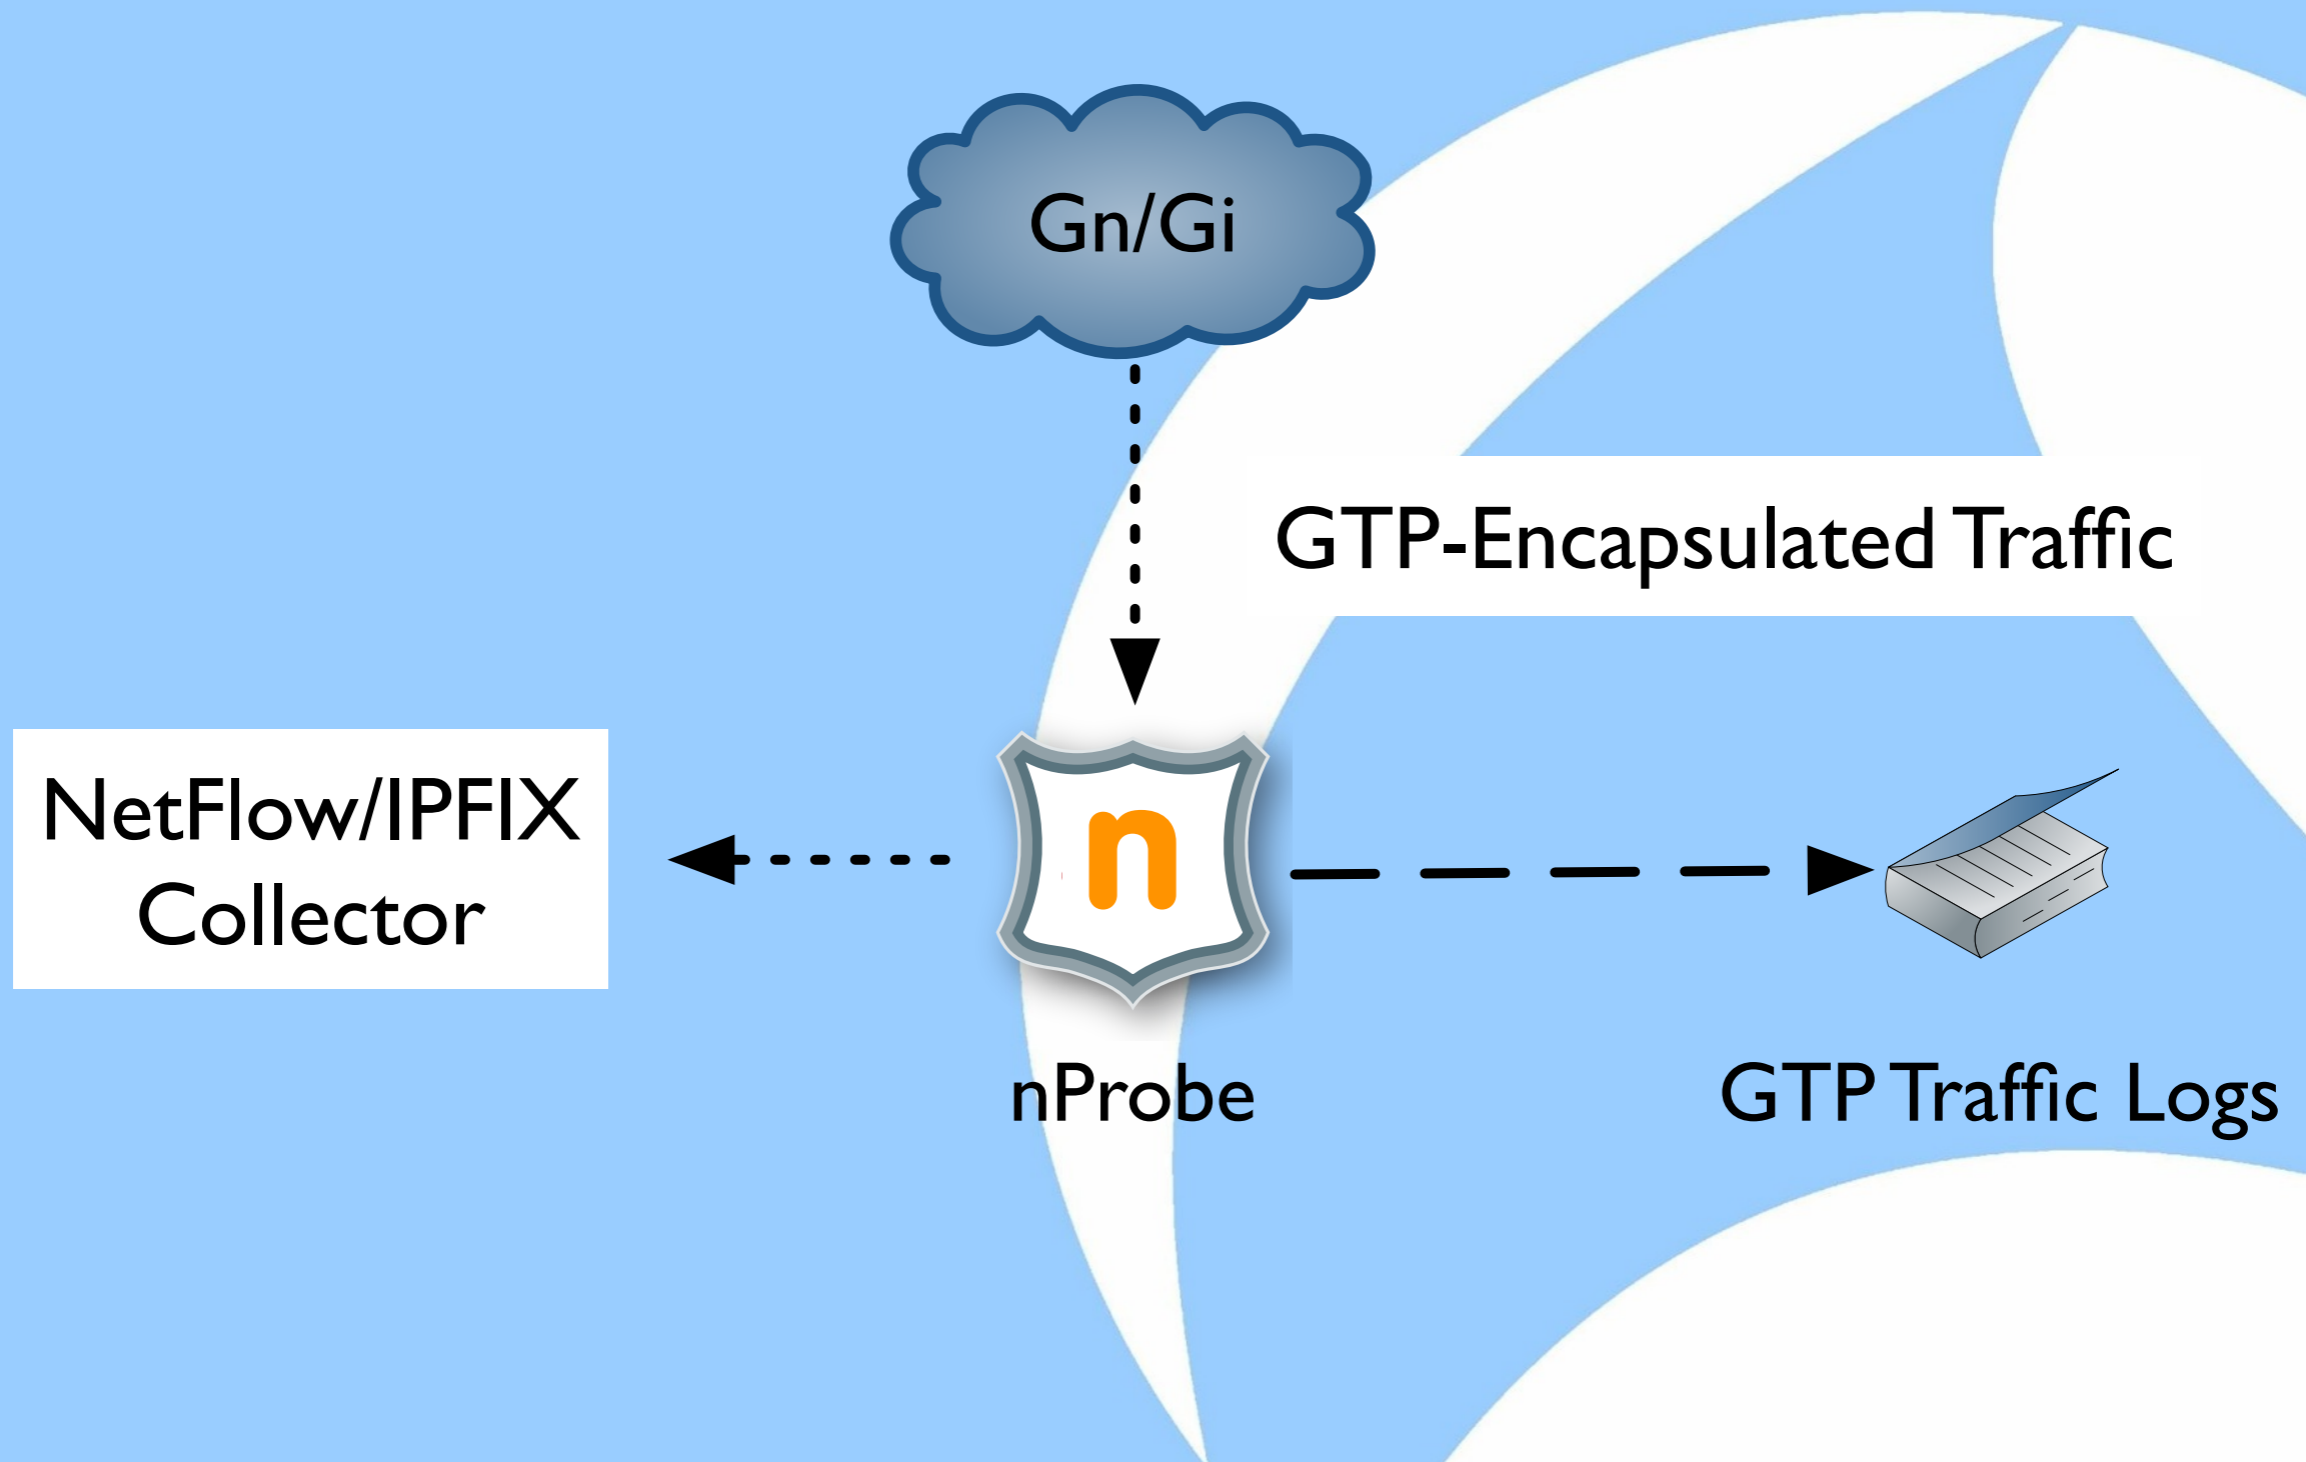 Gn/Gi
GTP-Encapsulated Traffic
NetFlow/IPFIX
Collector
n
nProbe
GTP Traffic Logs